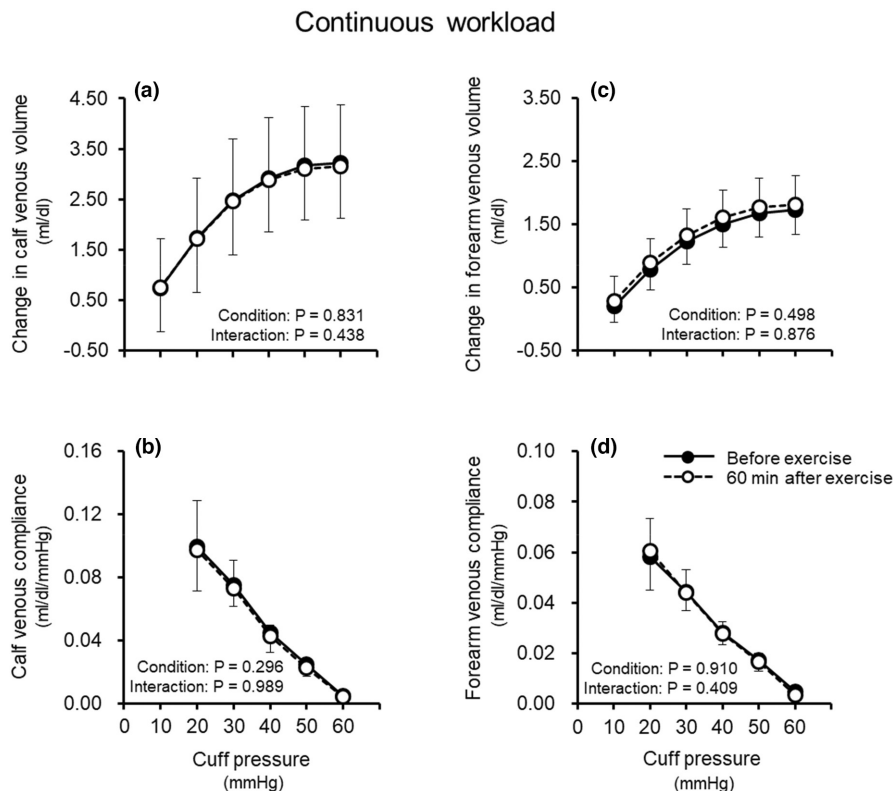 Continuous workload
(a)
Change in calf venous volume
(ml/dl)
4.50
3.50
2.50
1.50
0.50
-0.50
Condition: P = 0.831
Interaction: P = 0.438
(c)
Change in forearm venous volume
(ml/dl)
3.50
2.50
1.50
0.50
-0.50
Condition: P = 0.498
Interaction: P = 0.876
(b)
Calf venous compliance
(ml/dl/mmHg)
0.16
0.12
0.08
0.04
0.00
Condition: P = 0.296
Interaction: P = 0.989
0 10 20 30 40 50 60
Cuff pressure
(mmHg)
(d)
Forearm venous compliance
(ml/dl/mmHg)
0.10
0.08
0.06
0.04
0.02
0.00
Before exercise
60 min after exercise
Condition: P = 0.910
Interaction: P = 0.409
0 10 20 30 40 50 60
Cuff pressure
(mmHg)